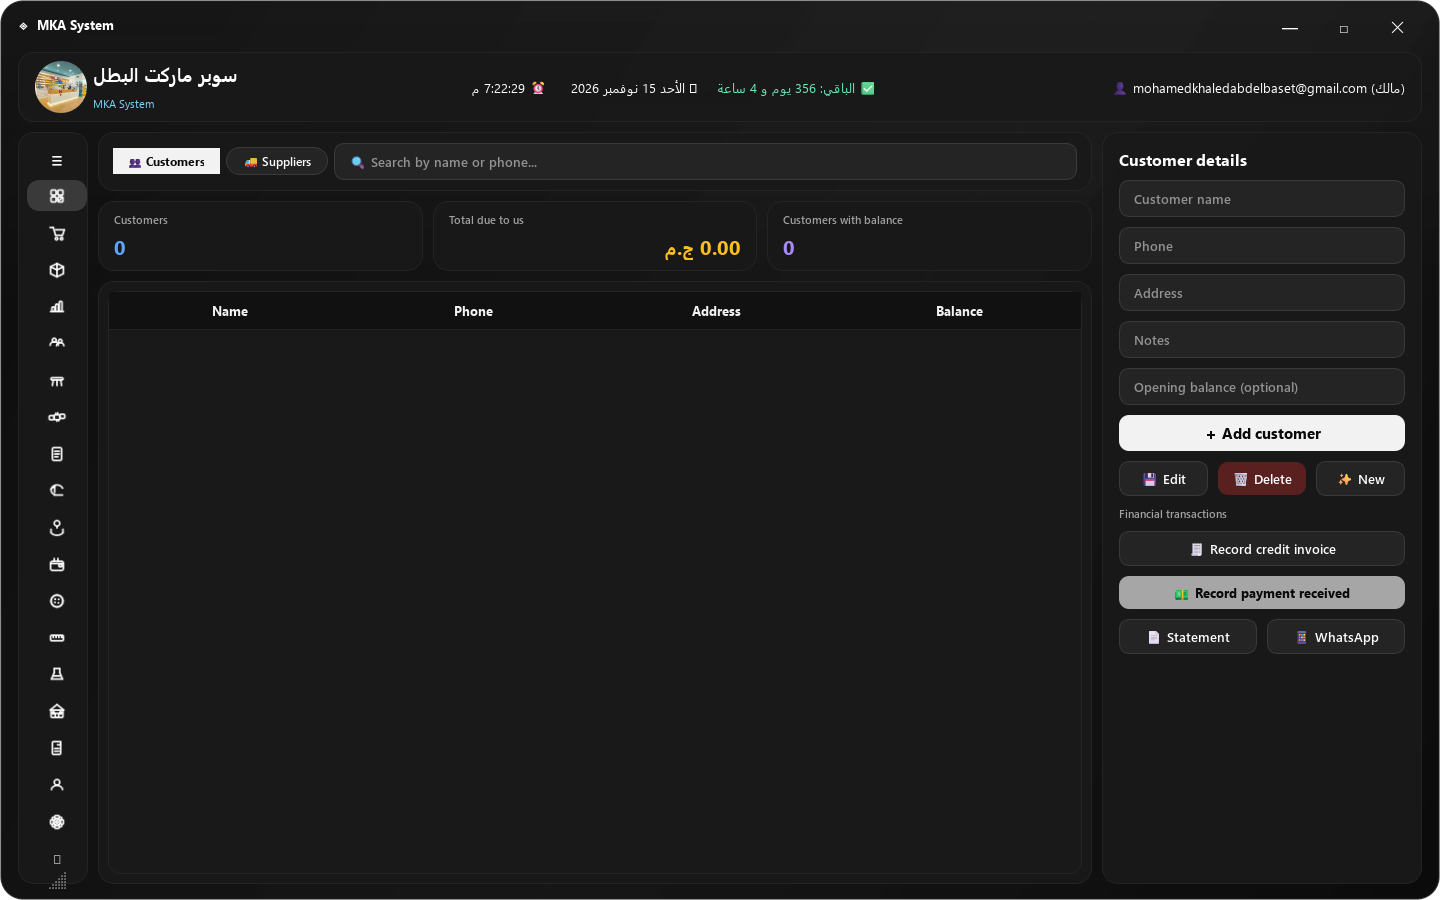 MKA System
سوبر ماركت البطل
MKA System
7:22:29 م
الأحد 15 نوفمبر 2026
الباقي: 356 يوم و 4 ساعة
mohamedkhaledabdelbaset@gmail.com (مالك)
Customers
Suppliers
Search by name or phone...
Customers
0
Total due to us
0.00 ج.م
Customers with balance
0
Name Phone Address Balance
Customer details
Customer name
Phone
Address
Notes
Opening balance (optional)
+ Add customer
Edit
Delete
New
Financial transactions
Record credit invoice
Record payment received
Statement
WhatsApp